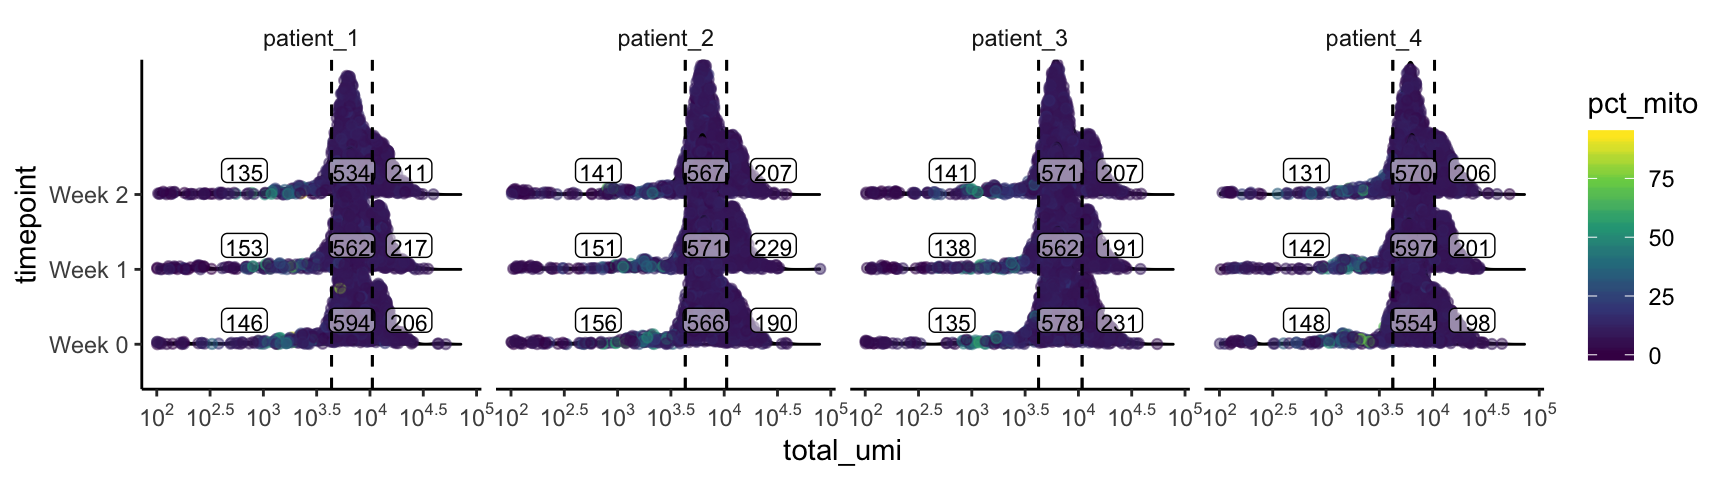 patient_1 patient_2 patient_3 patient_4
pct_mito
timepoint
Week 2 135 534 211 141 567 207 141 571 207 131 570 206
75
Week 1 153 562 217 151 571 229 138 562 191 142 597 201
50
25
Week 0 146 594 206 156 566 190 135 578 231 148 554 198
0
10^2 10^2.5 10^3 10^3.5 10^4 10^4.5 10^5 10^2 10^2.5 10^3 10^3.5 10^4 10^4.5 10^5 10^2 10^2.5 10^3 10^3.5 10^4 10^4.5 10^5 10^2 10^2.5 10^3 10^3.5 10^4 10^4.5 10^5
total_umi